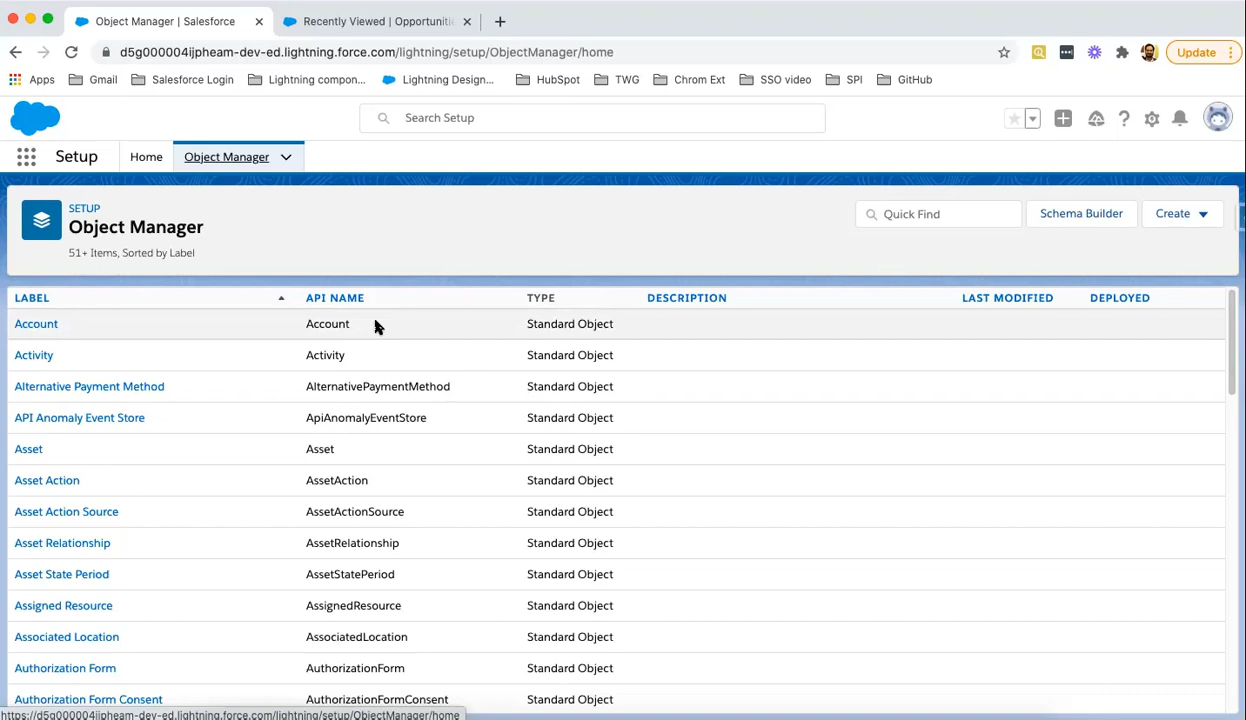 Object Manager | Salesforce
Recently Viewed | Opportuniti
d5g000004ijpheam-dev-ed.lightning.force.com/lightning/setup/ObjectManager/home
Update
Apps
Gmail
Salesforce Login
Lightning compon...
Lightning Design...
HubSpot
TWG
Chrom Ext
SSO video
SPI
GitHub
Search Setup
Setup
Home
Object Manager
SETUP
Object Manager
51+ Items, Sorted by Label
Quick Find
Schema Builder
Create
LABEL API NAME TYPE DESCRIPTION LAST MODIFIED DEPLOYED
Account Account Standard Object
Activity Activity Standard Object
Alternative Payment Method AlternativePaymentMethod Standard Object
API Anomaly Event Store ApiAnomalyEventStore Standard Object
Asset Asset Standard Object
Asset Action AssetAction Standard Object
Asset Action Source AssetActionSource Standard Object
Asset Relationship AssetRelationship Standard Object
Asset State Period AssetStatePeriod Standard Object
Assigned Resource AssignedResource Standard Object
Associated Location AssociatedLocation Standard Object
Authorization Form AuthorizationForm Standard Object
Authorization Form Consent AuthorizationFormConsent Standard Object
https://d5g000004ijpheam-dev-ed.lightning.force.com/lightning/setup/ObjectManager/home